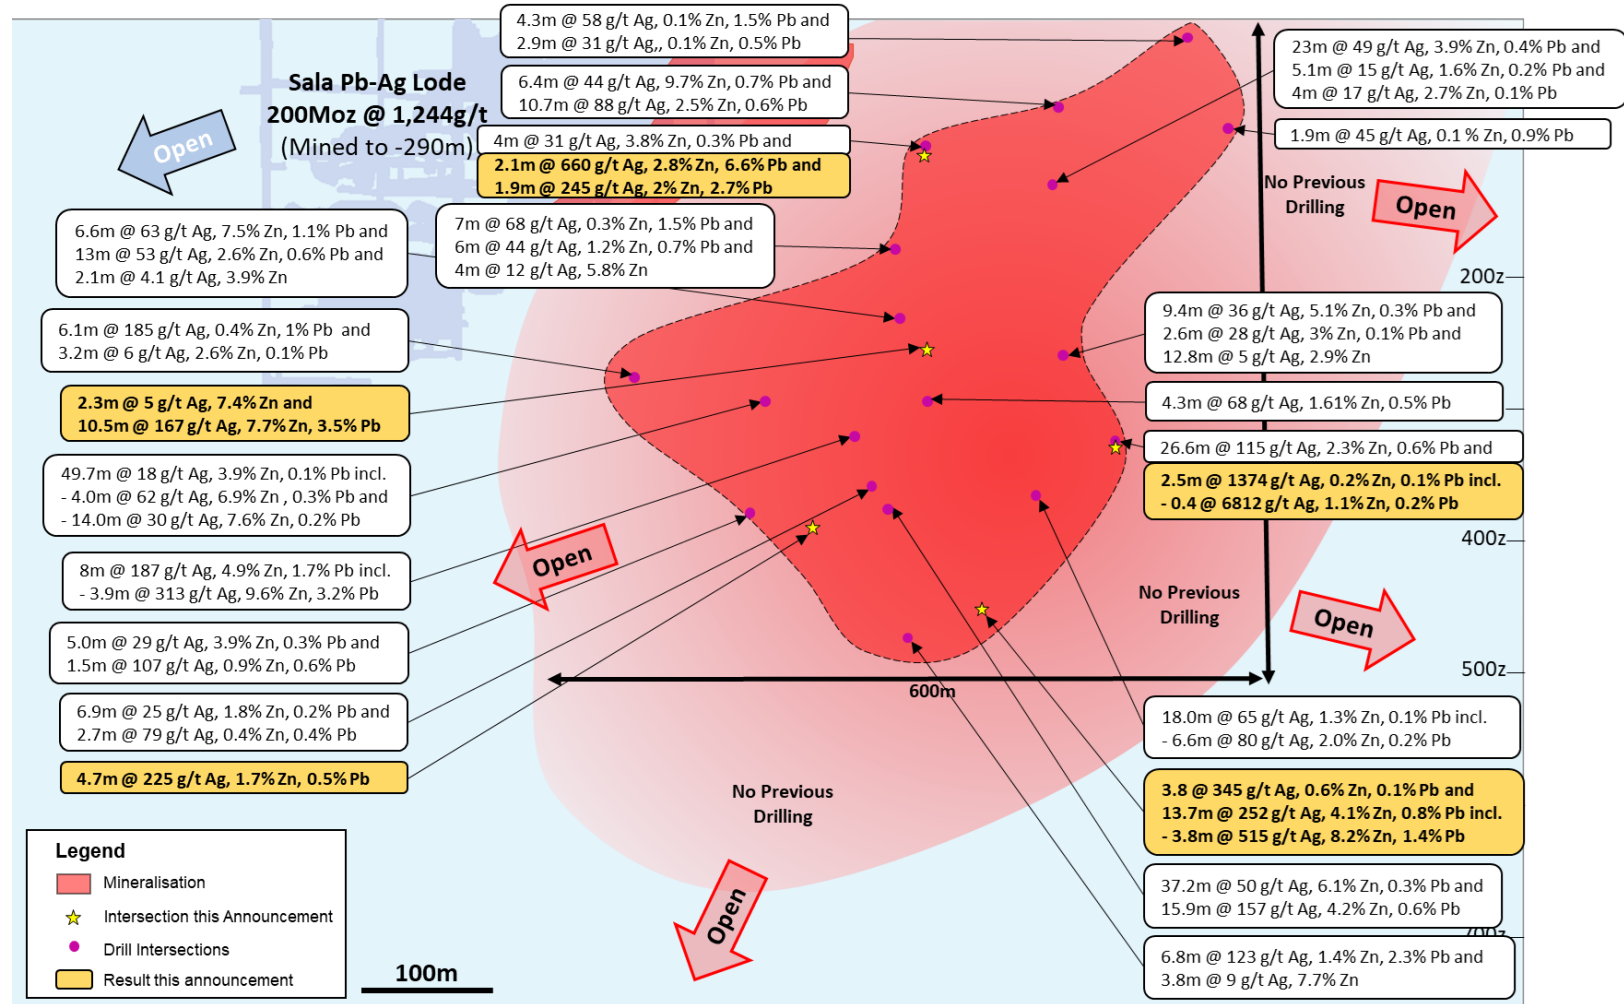 4.3m @ 58 g/t Ag, 0.1% Zn, 1.5% Pb and
2.9m @ 31 g/t Ag,, 0.1% Zn, 0.5% Pb
Sala Pb-Ag Lode
200Moz @ 1,244g/t
(Mined to -290m)
Open
6.4m @ 44 g/t Ag, 9.7% Zn, 0.7% Pb and
10.7m @ 88 g/t Ag, 2.5% Zn, 0.6% Pb
4m @ 31 g/t Ag, 3.8% Zn, 0.3% Pb and
2.1m @ 660 g/t Ag, 2.8% Zn, 6.6% Pb and
1.9m @ 245 g/t Ag, 2% Zn, 2.7% Pb
23m @ 49 g/t Ag, 3.9% Zn, 0.4% Pb and
5.1m @ 15 g/t Ag, 1.6% Zn, 0.2% Pb and
4m @ 17 g/t Ag, 2.7% Zn, 0.1% Pb
1.9m @ 45 g/t Ag, 0.1 % Zn, 0.9% Pb
No Previous
Drilling
Open
200z
6.6m @ 63 g/t Ag, 7.5% Zn, 1.1% Pb and
13m @ 53 g/t Ag, 2.6% Zn, 0.6% Pb and
2.1m @ 4.1 g/t Ag, 3.9% Zn
7m @ 68 g/t Ag, 0.3% Zn, 1.5% Pb and
6m @ 44 g/t Ag, 1.2% Zn, 0.7% Pb and
4m @ 12 g/t Ag, 5.8% Zn
6.1m @ 185 g/t Ag, 0.4% Zn, 1% Pb and
3.2m @ 6 g/t Ag, 2.6% Zn, 0.1% Pb
2.3m @ 5 g/t Ag, 7.4% Zn and
10.5m @ 167 g/t Ag, 7.7% Zn, 3.5% Pb
49.7m @ 18 g/t Ag, 3.9% Zn, 0.1% Pb incl.
- 4.0m @ 62 g/t Ag, 6.9% Zn , 0.3% Pb and
- 14.0m @ 30 g/t Ag, 7.6% Zn, 0.2% Pb
8m @ 187 g/t Ag, 4.9% Zn, 1.7% Pb incl.
- 3.9m @ 313 g/t Ag, 9.6% Zn, 3.2% Pb
5.0m @ 29 g/t Ag, 3.9% Zn, 0.3% Pb and
1.5m @ 107 g/t Ag, 0.9% Zn, 0.6% Pb
6.9m @ 25 g/t Ag, 1.8% Zn, 0.2% Pb and
2.7m @ 79 g/t Ag, 0.4% Zn, 0.4% Pb
4.7m @ 225 g/t Ag, 1.7% Zn, 0.5% Pb
Open
9.4m @ 36 g/t Ag, 5.1% Zn, 0.3% Pb and
2.6m @ 28 g/t Ag, 3% Zn, 0.1% Pb and
12.8m @ 5 g/t Ag, 2.9% Zn
4.3m @ 68 g/t Ag, 1.61% Zn, 0.5% Pb
26.6m @ 115 g/t Ag, 2.3% Zn, 0.6% Pb and
2.5m @ 1374 g/t Ag, 0.2% Zn, 0.1% Pb incl.
- 0.4 @ 6812 g/t Ag, 1.1% Zn, 0.2% Pb
400z
No Previous
Drilling
Open
500z
600m
18.0m @ 65 g/t Ag, 1.3% Zn, 0.1% Pb incl.
- 6.6m @ 80 g/t Ag, 2.0% Zn, 0.2% Pb
3.8 @ 345 g/t Ag, 0.6% Zn, 0.1% Pb and
13.7m @ 252 g/t Ag, 4.1% Zn, 0.8% Pb incl.
- 3.8m @ 515 g/t Ag, 8.2% Zn, 1.4% Pb
37.2m @ 50 g/t Ag, 6.1% Zn, 0.3% Pb and
15.9m @ 157 g/t Ag, 4.2% Zn, 0.6% Pb
700z
6.8m @ 123 g/t Ag, 1.4% Zn, 2.3% Pb and
3.8m @ 9 g/t Ag, 7.7% Zn
No Previous
Drilling
Open
Legend
Mineralisation
Intersection this Announcement
Drill Intersections
Result this announcement
100m